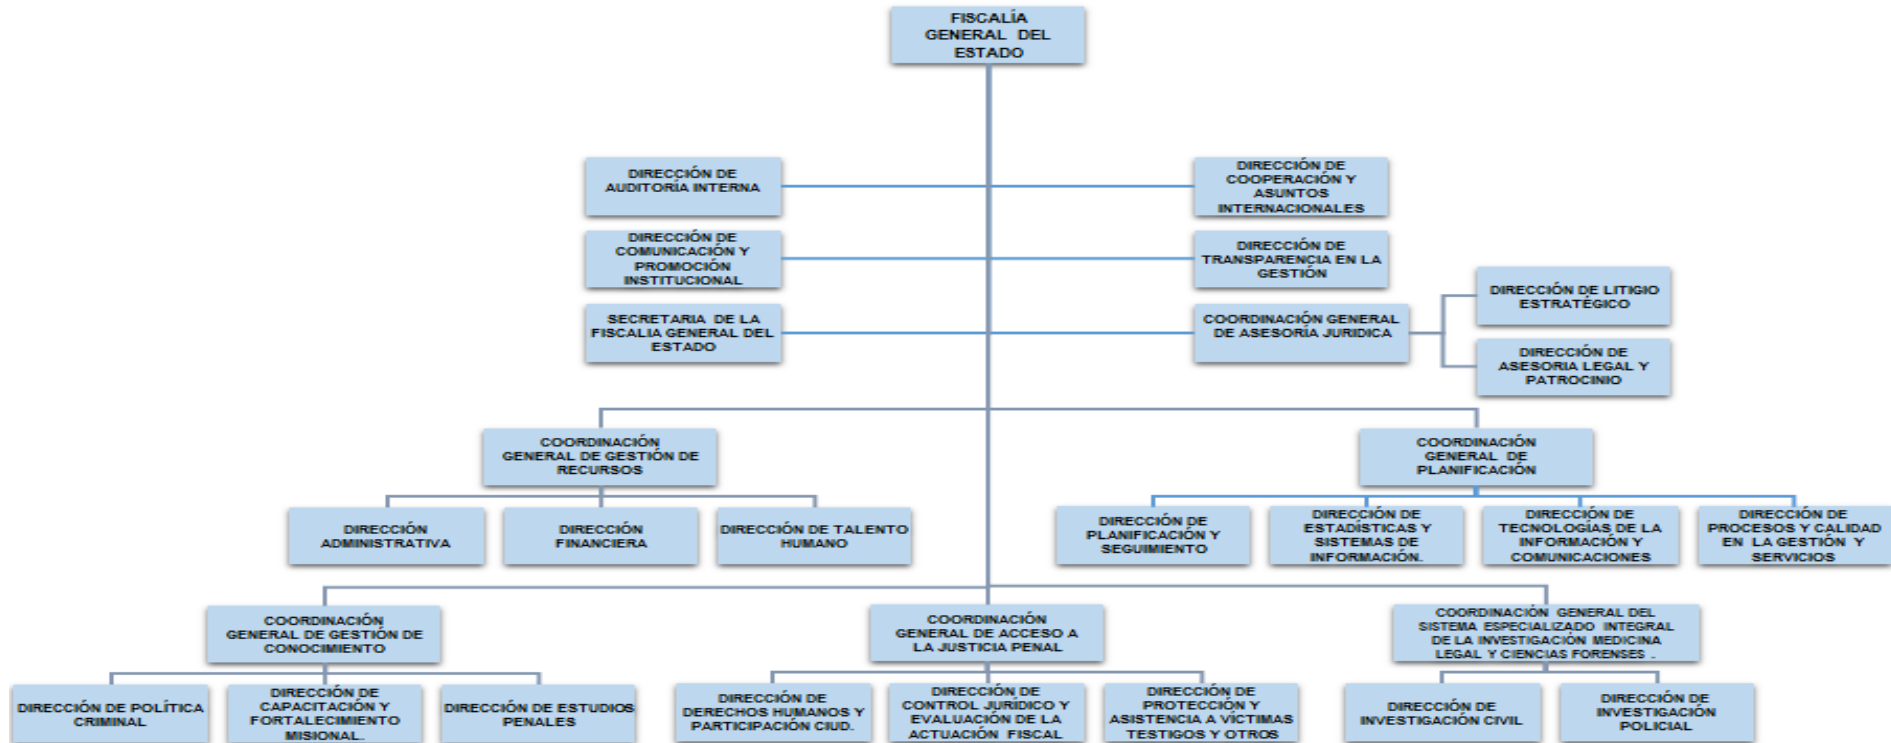 FISCALÍA
GENERAL DEL
ESTADO
DIRECCIÓN DE
AUDITORÍA INTERNA
DIRECCIÓN DE
COOPERACIÓN Y
ASUNTOS
INTERNACIONALES
DIRECCIÓN DE
COMUNICACIÓN Y
PROMOCIÓN
INSTITUCIONAL
DIRECCIÓN DE
TRANSPARENCIA EN LA
GESTIÓN
SECRETARIA DE LA
FISCALIA GENERAL DEL
ESTADO
COORDINACIÓN GENERAL
DE ASESORÍA JURIDICA
DIRECCIÓN DE LITIGIO
ESTRATÉGICO
DIRECCIÓN DE
ASESORIA LEGAL Y
PATROCINIO
COORDINACIÓN
GENERAL DE GESTIÓN DE
RECURSOS
COORDINACIÓN
GENERAL DE
PLANIFICACIÓN
DIRECCIÓN
ADMINISTRATIVA
DIRECCIÓN
FINANCIERA
DIRECCIÓN DE TALENTO
HUMANO
DIRECCIÓN DE
PLANIFICACIÓN Y
SEGUIMIENTO
DIRECCIÓN DE
ESTADÍSTICAS Y
SISTEMAS DE
INFORMACIÓN.
DIRECCIÓN DE
TECNOLOGÍAS DE LA
INFORMACIÓN Y
COMUNICACIONES
DIRECCIÓN DE
PROCESOS Y CALIDAD
EN LA GESTIÓN Y
SERVICIOS
COORDINACIÓN
GENERAL DE GESTIÓN DE
CONOCIMIENTO
COORDINACIÓN
GENERAL DE ACCESO A
LA JUSTICIA PENAL
COORDINACIÓN GENERAL DEL
SISTEMA ESPECIALIZADO INTEGRAL
DE LA INVESTIGACIÓN MEDICINA
LEGAL Y CIENCIAS FORENSES .
DIRECCIÓN DE POLÍTICA
CRIMINAL
DIRECCIÓN DE
CAPACITACIÓN Y
FORTALECIMIENTO
MISIONAL.
DIRECCIÓN DE ESTUDIOS
PENALES
DIRECCIÓN DE
DERECHOS HUMANOS Y
PARTICIPACIÓN CIUD.
DIRECCIÓN DE
CONTROL JURÍDICO Y
EVALUACIÓN DE LA
ACTUACIÓN FISCAL
DIRECCIÓN DE
PROTECCIÓN Y
ASISTENCIA A VÍCTIMAS
TESTIGOS Y OTROS
DIRECCIÓN DE
INVESTIGACIÓN CIVIL
DIRECCIÓN DE
INVESTIGACIÓN
POLICIAL